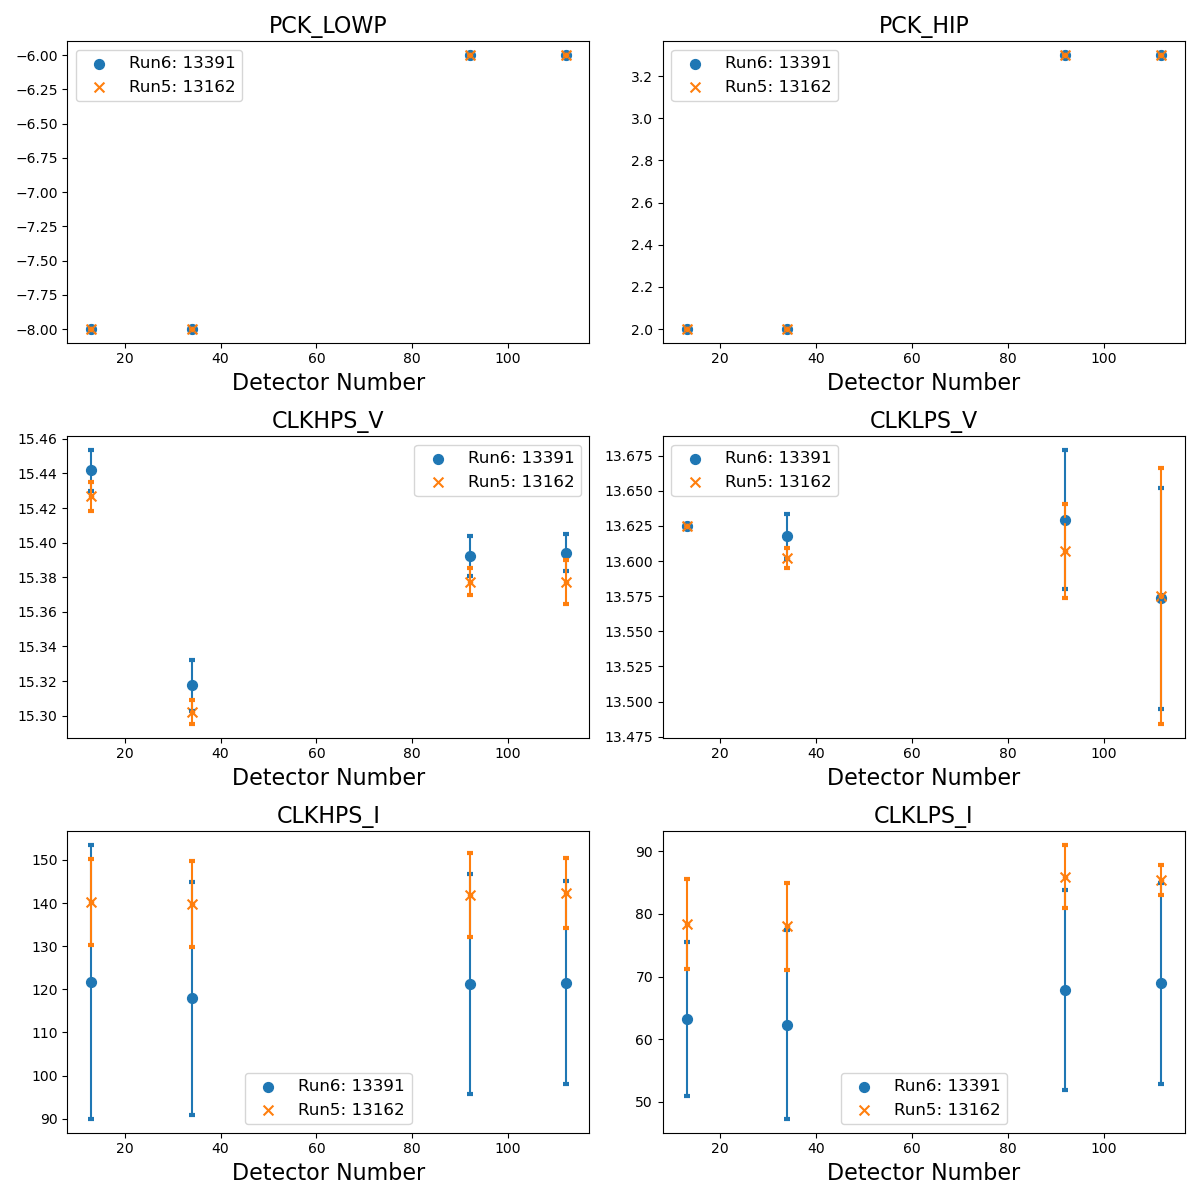 PCK_LOWP
−6.00
−6.25
−6.50
−6.75
−7.00
−7.25
−7.50
−7.75
−8.00
Run6: 13391
Run5: 13162
20 40 60 80 100
Detector Number
PCK_HIP
3.2
3.0
2.8
2.6
2.4
2.2
2.0
Run6: 13391
Run5: 13162
20 40 60 80 100
Detector Number
CLKHPS_V
15.46
15.44
15.42
15.40
15.38
15.36
15.34
15.32
15.30
Run6: 13391
Run5: 13162
20 40 60 80 100
Detector Number
CLKLPS_V
13.675
13.650
13.625
13.600
13.575
13.550
13.525
13.500
13.475
Run6: 13391
Run5: 13162
20 40 60 80 100
Detector Number
CLKHPS_I
150
140
130
120
110
100
90
Run6: 13391
Run5: 13162
20 40 60 80 100
Detector Number
CLKLPS_I
90
80
70
60
50
Run6: 13391
Run5: 13162
20 40 60 80 100
Detector Number